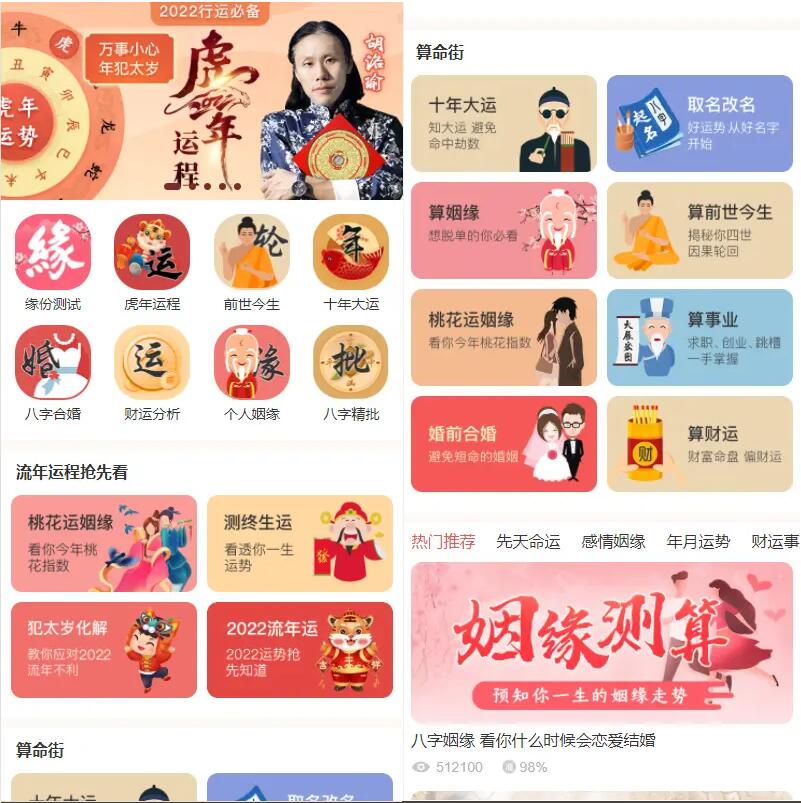 2022行运必备
万事小心
年犯太岁
虎年
运程
胡浩瑜
牛
虎
丑
寅
卯
辰
巳
午
未
龙
蛇
虎年
运势
缘
运
轮
年
缘份测试
虎年运程
前世今生
十年大运
婚
运
缘
批
八字合婚
财运分析
个人姻缘
八字精批
流年运程抢先看
桃花运姻缘
看你今年桃
花指数
测终生运
看透你一生
运势
犯太岁化解
教你应对2022
流年不利
2022流年运
2022运势抢
先知道
算命街
十年大运
取名改名
算命街
十年大运
知大运 避免
命中劫数
取名改名
好运势 从好名字
开始
起名
八字
算姻缘
想脱单的你必看
算前世今生
揭秘你四世
因果轮回
桃花运姻缘
看你今年桃花指数
大展宏图
算事业
求职、创业、跳槽
一手掌握
婚前合婚
避免短命的婚姻
财
算财运
财富命盘 偏财运
热门推荐 先天命运 感情姻缘 年月运势 财运事
姻缘测算
预知你一生的姻缘走势
八字姻缘 看你什么时候会恋爱结婚
512100 准 98%